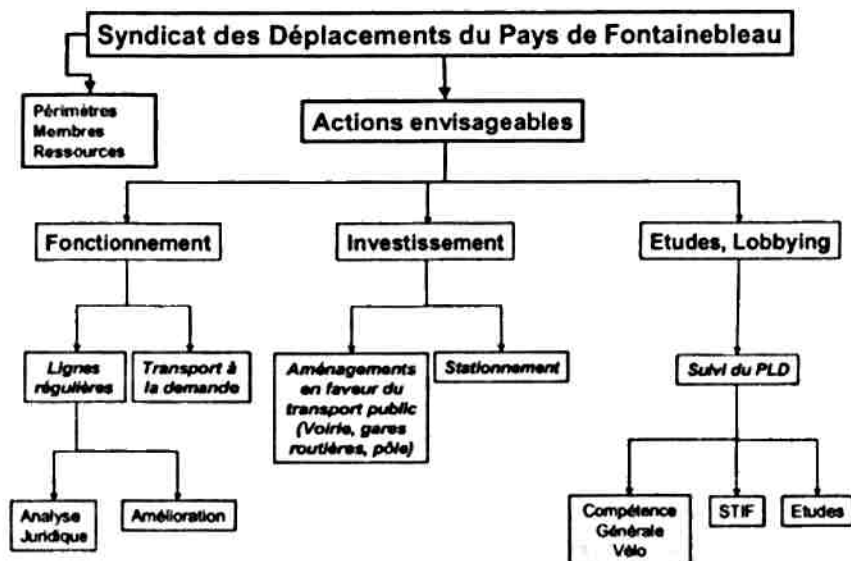 Syndicat des Déplacements du Pays de Fontainebleau
Périmètres
Membres
Ressources
Actions envisageables
Fonctionnement
Investissement
Etudes, Lobbying
Lignes
régulières
Transport à
la demande
Aménagements
en faveur du
transport public
(Voirie, gares
routières, pôle)
Stationnement
Suivi du PLD
Analyse
Juridique
Amélioration
Compétence
Générale
Vélo
STIF
Etudes